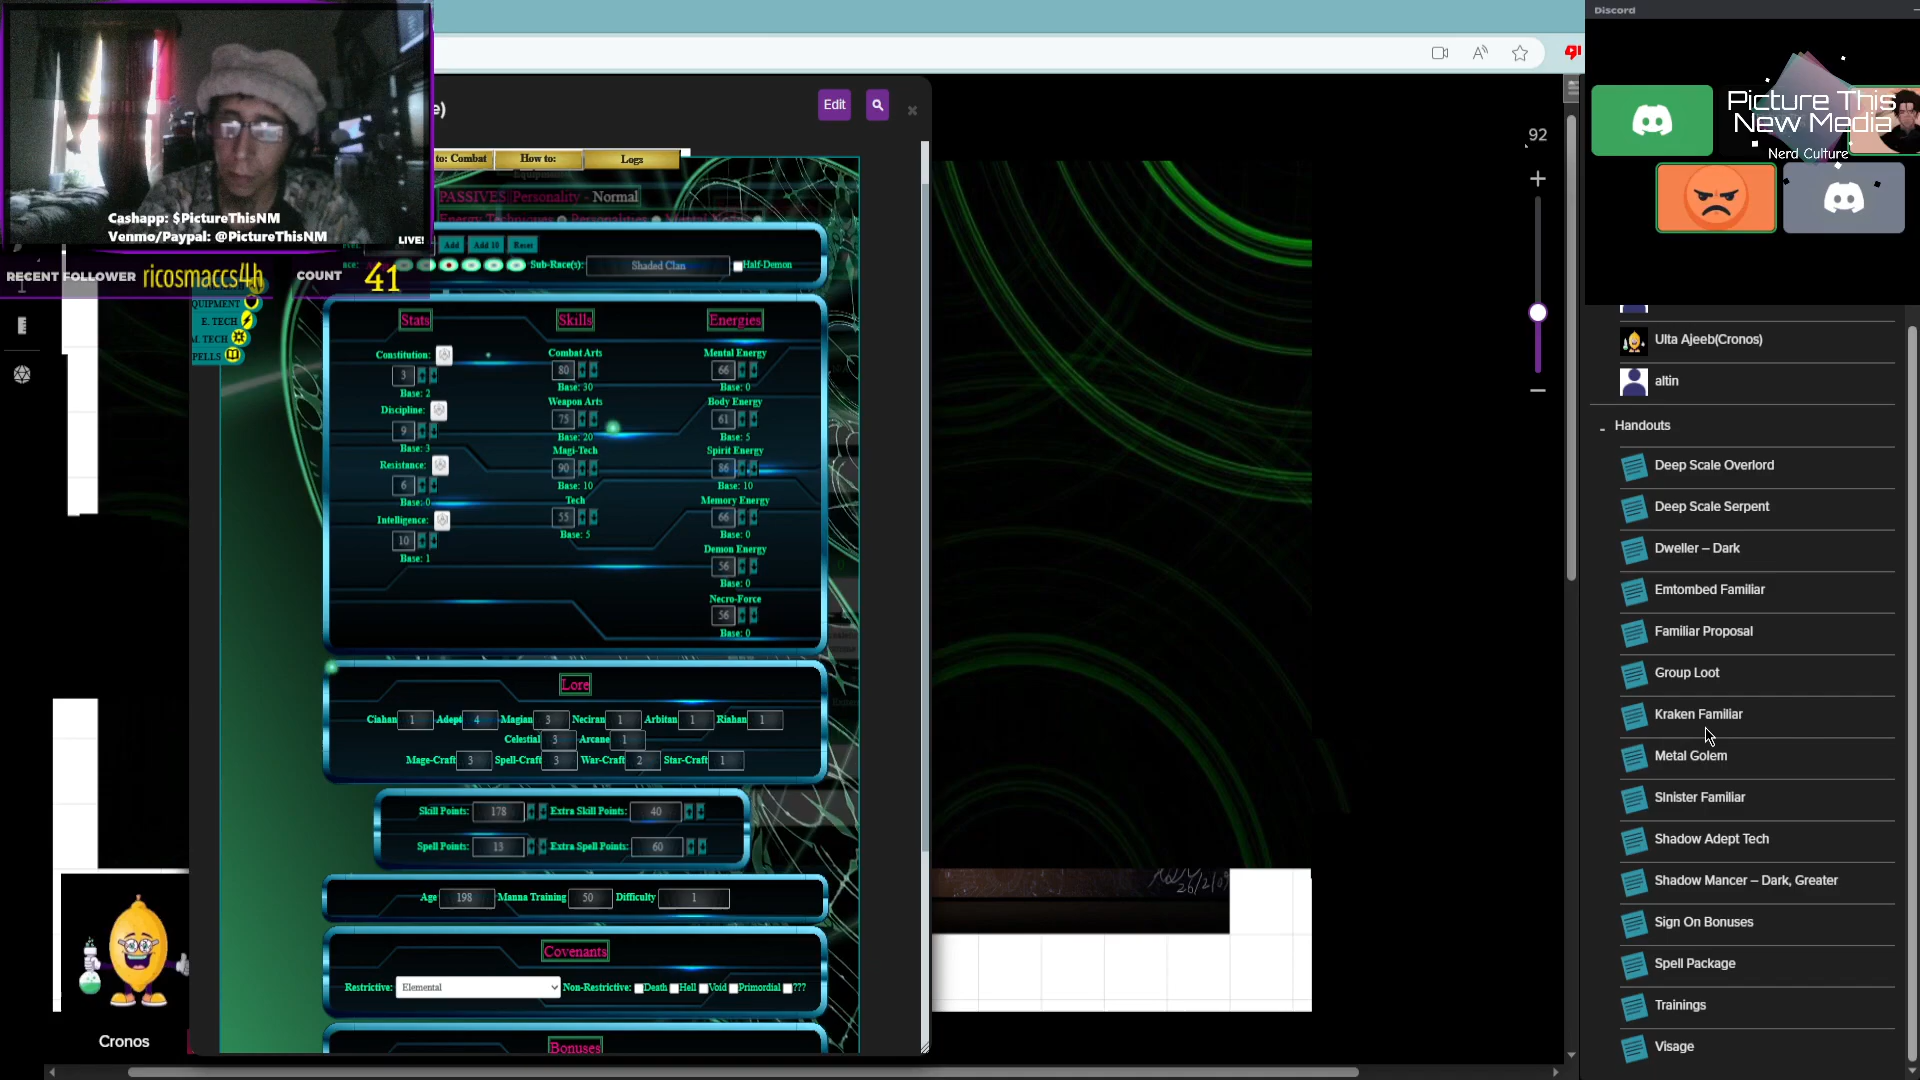 Discord
Picture This
New Media
Nerd Culture
Cashapp: $PictureThisNM
Venmo/Paypal: @PictureThisNM
LIVE!
RECENT FOLLOWER ricosmaccs4h COUNT 41
e)
Edit
to: Combat How to: Logs
PASSIVES Personality - Normal
Add Add 10 Reset
Sub-Race(s): Shaded Clan Half-Demon
QUIPMENT
E. TECH
M. TECH
PELLS
92
Stats Skills Energies
Constitution:
3
Base: 2
Discipline:
9
Base: 3
Resistance:
6
Base: 0
Intelligence:
10
Base: 1
Combat Arts
80
Base: 30
Weapon Arts
75
Base: 20
Magi-Tech
90
Base: 10
Tech
55
Base: 5
Mental Energy
66
Base: 0
Body Energy
61
Base: 5
Spirit Energy
86
Base: 10
Memory Energy
66
Base: 0
Demon Energy
56
Base: 0
Necro-Force
56
Base: 0
Lore
Ciahan 1 Adept 4 Magian 3 Neciran 1 Arbitan 1 Riahan 1
Celestial 3 Arcane 1
Mage-Craft 3 Spell-Craft 3 War-Craft 2 Star-Craft 1
Skill Points: 178 Extra Skill Points: 40
Spell Points: 13 Extra Spell Points: 60
Age 198 Manna Training 50 Difficulty 1
Covenants
Restrictive: Elemental Non-Restrictive: Death Hell Void Primordial ???
Bonuses
Cronos
26/2/09
Ulta Ajeeb(Cronos)
altin
Handouts
Deep Scale Overlord
Deep Scale Serpent
Dweller – Dark
Emtombed Familiar
Familiar Proposal
Group Loot
Kraken Familiar
Metal Golem
SInister Familiar
Shadow Adept Tech
Shadow Mancer – Dark, Greater
Sign On Bonuses
Spell Package
Trainings
Visage